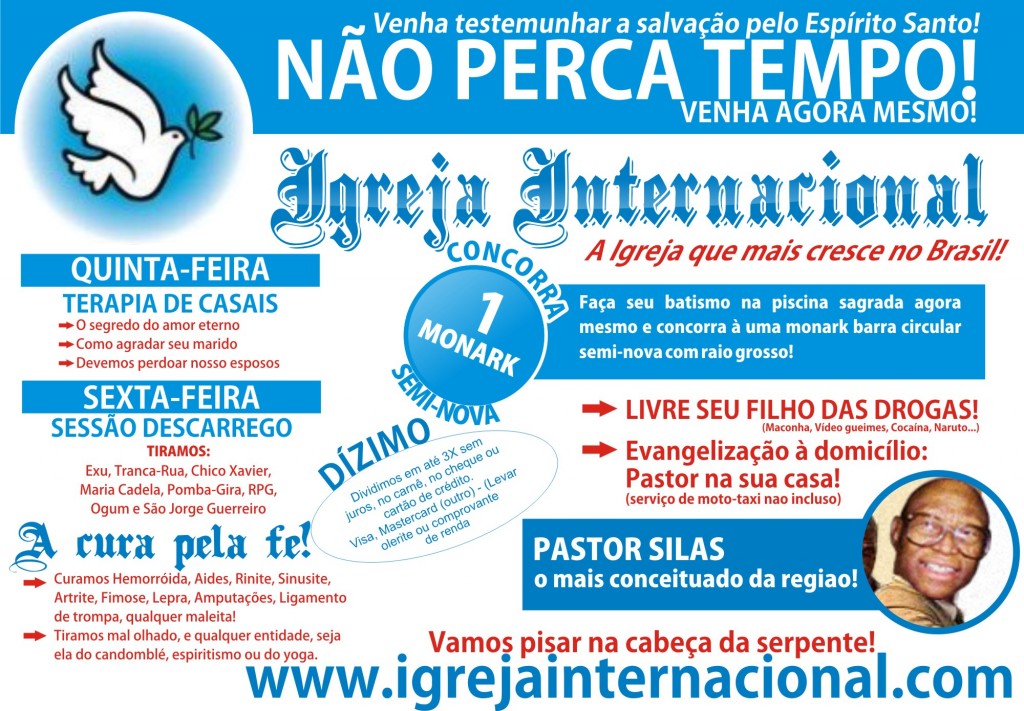 Venha testemunhar a salvação pelo Espírito Santo!
NÃO PERCA TEMPO!
VENHA AGORA MESMO!
Igreja Internacional
A Igreja que mais cresce no Brasil!
QUINTA-FEIRA
TERAPIA DE CASAIS
O segredo do amor eterno
Como agradar seu marido
Devemos perdoar nosso esposos
SEXTA-FEIRA
SESSÃO DESCARREGO
TIRAMOS:
Exu, Tranca-Rua, Chico Xavier,
Maria Cadela, Pomba-Gira, RPG,
Ogum e São Jorge Guerreiro
A cura pela fe!
Curamos Hemorróida, Aides, Rinite, Sinusite,
Artrite, Fimose, Lepra, Amputações, Ligamento
de trompa, qualquer maleita!
Tiramos mal olhado, e qualquer entidade, seja
ela do candomblé, espiritismo ou do yoga.
CONCORRA
1
MONARK
SEMI-NOVA
DÍZIMO
Dividimos em até 3X sem
juros, no carnê, no cheque ou
cartão de crédito.
Visa, Mastercard (outro) - (Levar
olerite ou comprovante
de renda
Faça seu batismo na piscina sagrada agora
mesmo e concorra à uma monark barra circular
semi-nova com raio grosso!
LIVRE SEU FILHO DAS DROGAS!
(Maconha, Vídeo gueimes, Cocaína, Naruto...)
Evangelização à domicílio:
Pastor na sua casa!
(serviço de moto-taxi nao incluso)
PASTOR SILAS
o mais conceituado da regiao!
Vamos pisar na cabeça da serpente!
www.igrejainternacional.com